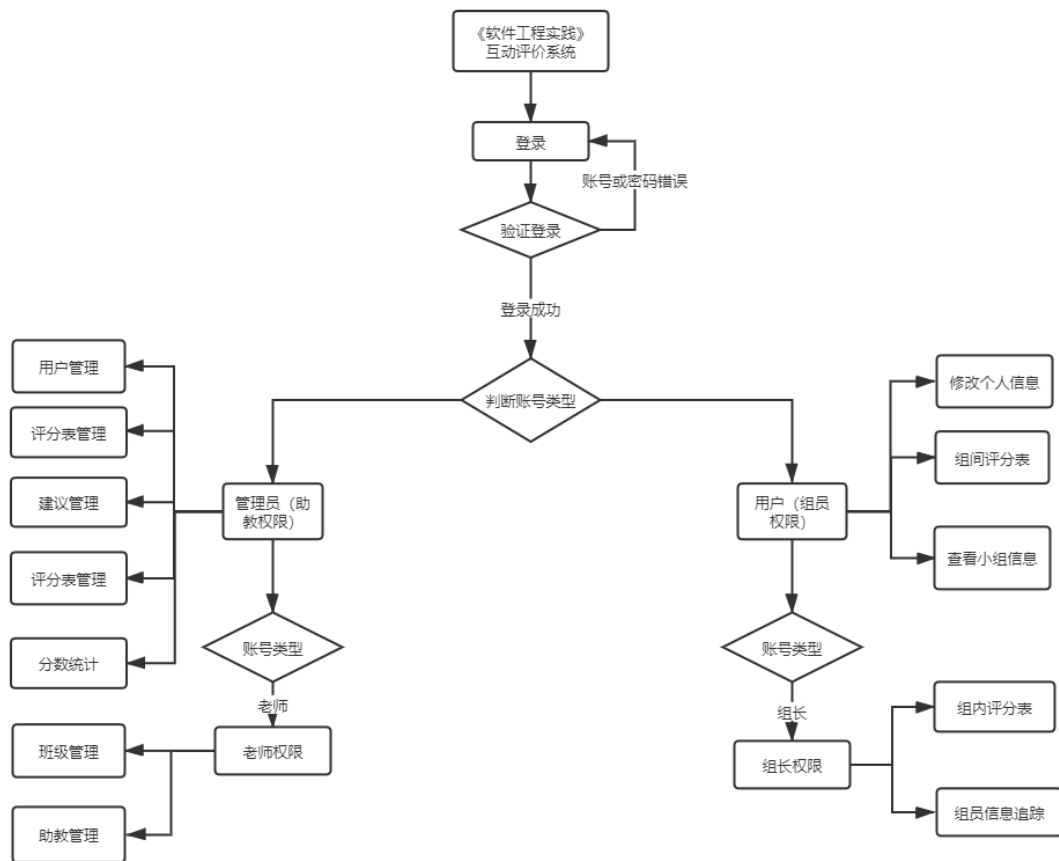 《软件工程实践》
互动评价系统
登录
账号或密码错误
验证登录
登录成功
判断账号类型
用户管理
评分表管理
建议管理
评分表管理
分数统计
管理员（助
教权限）
账号类型
老师
老师权限
班级管理
助教管理
用户（组员
权限）
修改个人信息
组间评分表
查看小组信息
账号类型
组长
组长权限
组内评分表
组员信息追踪